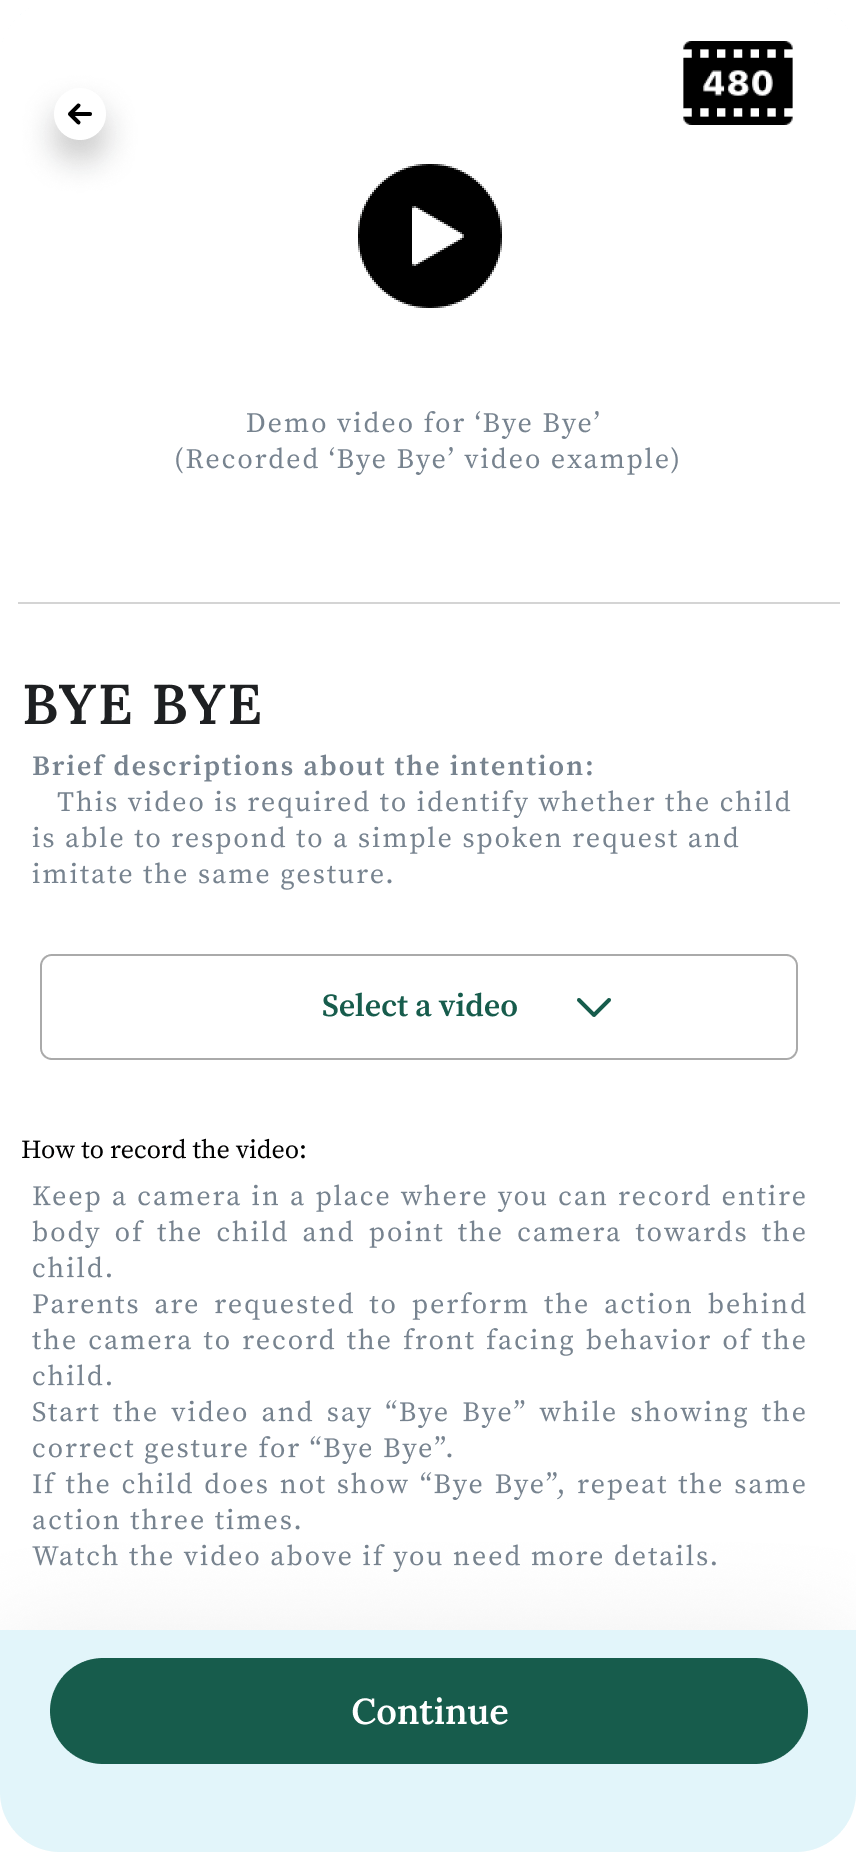 480
Demo video for ‘Bye Bye’
(Recorded ‘Bye Bye’ video example)
BYE BYE
Brief descriptions about the intention:
This video is required to identify whether the child
is able to respond to a simple spoken request and
imitate the same gesture.
Select a video
How to record the video:
Keep a camera in a place where you can record entire
body of the child and point the camera towards the
child.
Parents are requested to perform the action behind
the camera to record the front facing behavior of the
child.
Start the video and say “Bye Bye” while showing the
correct gesture for “Bye Bye”.
If the child does not show “Bye Bye”, repeat the same
action three times.
Watch the video above if you need more details.
Continue